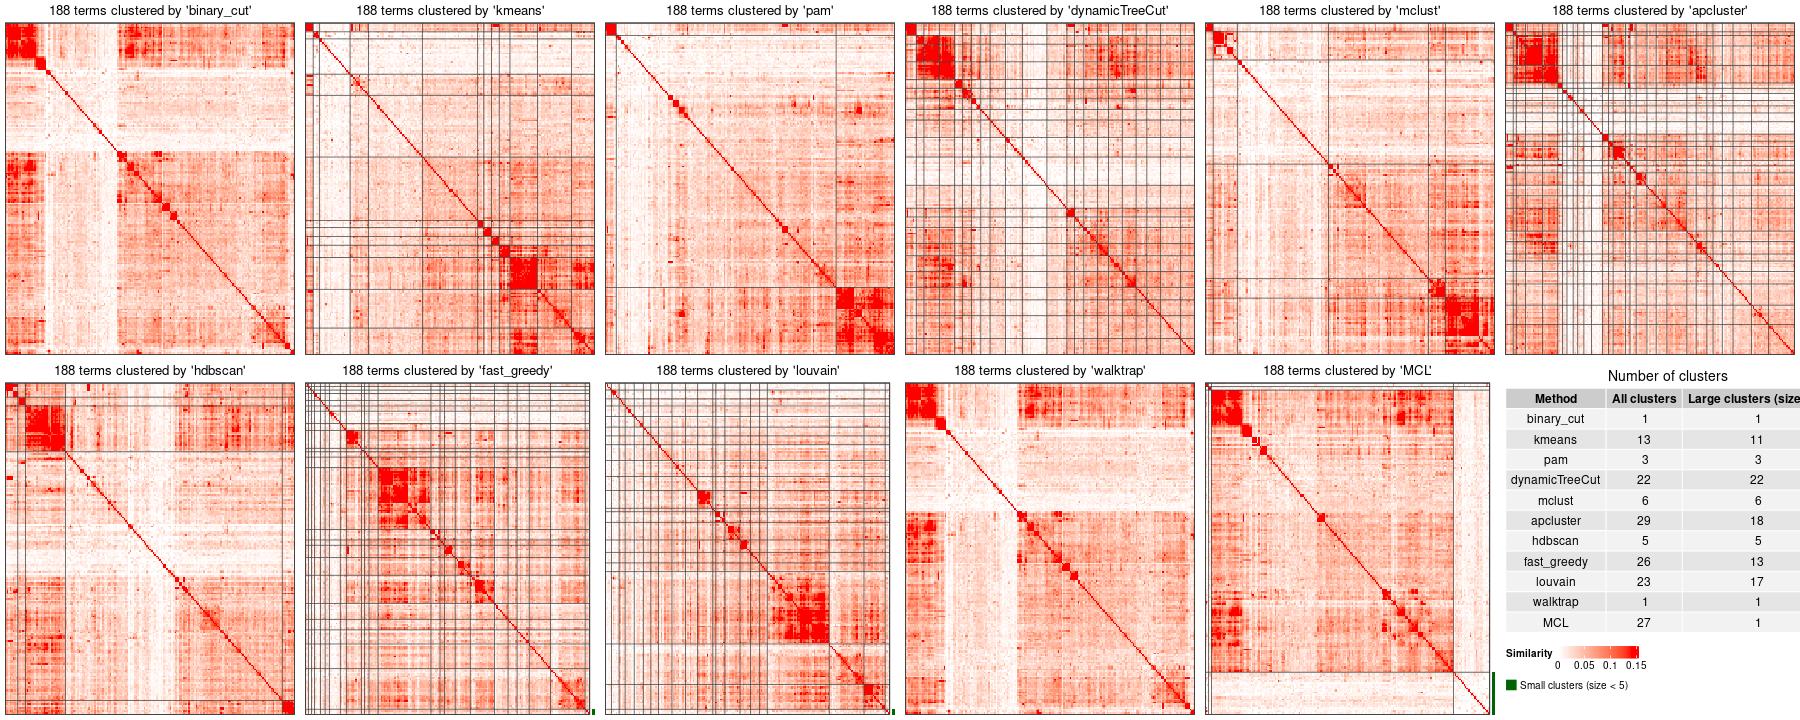 188 terms clustered by 'binary_cut'
188 terms clustered by 'kmeans'
188 terms clustered by 'pam'
188 terms clustered by 'dynamicTreeCut'
188 terms clustered by 'mclust'
188 terms clustered by 'apcluster'
188 terms clustered by 'hdbscan'
188 terms clustered by 'fast_greedy'
188 terms clustered by 'louvain'
188 terms clustered by 'walktrap'
188 terms clustered by 'MCL'
Number of clusters
Method All clusters Large clusters (size
binary_cut 1 1
kmeans 13 11
pam 3 3
dynamicTreeCut 22 22
mclust 6 6
apcluster 29 18
hdbscan 5 5
fast_greedy 26 13
louvain 23 17
walktrap 1 1
MCL 27 1
Similarity
0 0.05 0.1 0.15
Small clusters (size < 5)